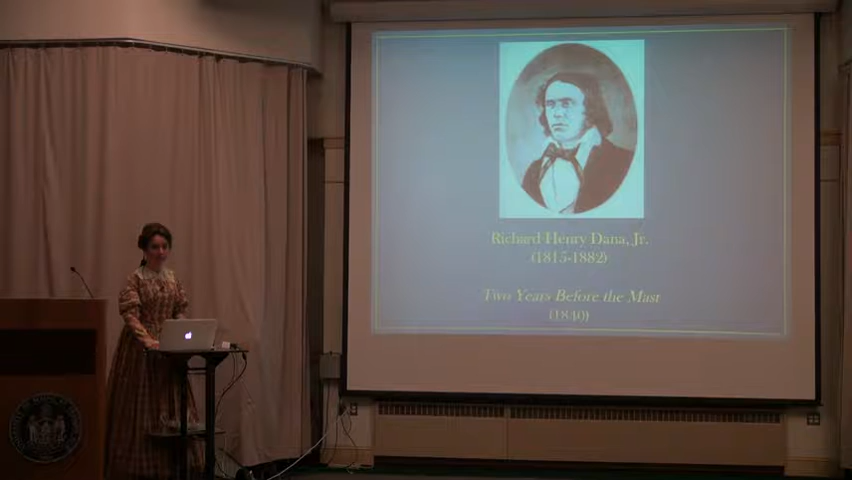 Richard Henry Dana, Jr.
(1815-1882)
Two Years Before the Mast
(1840)